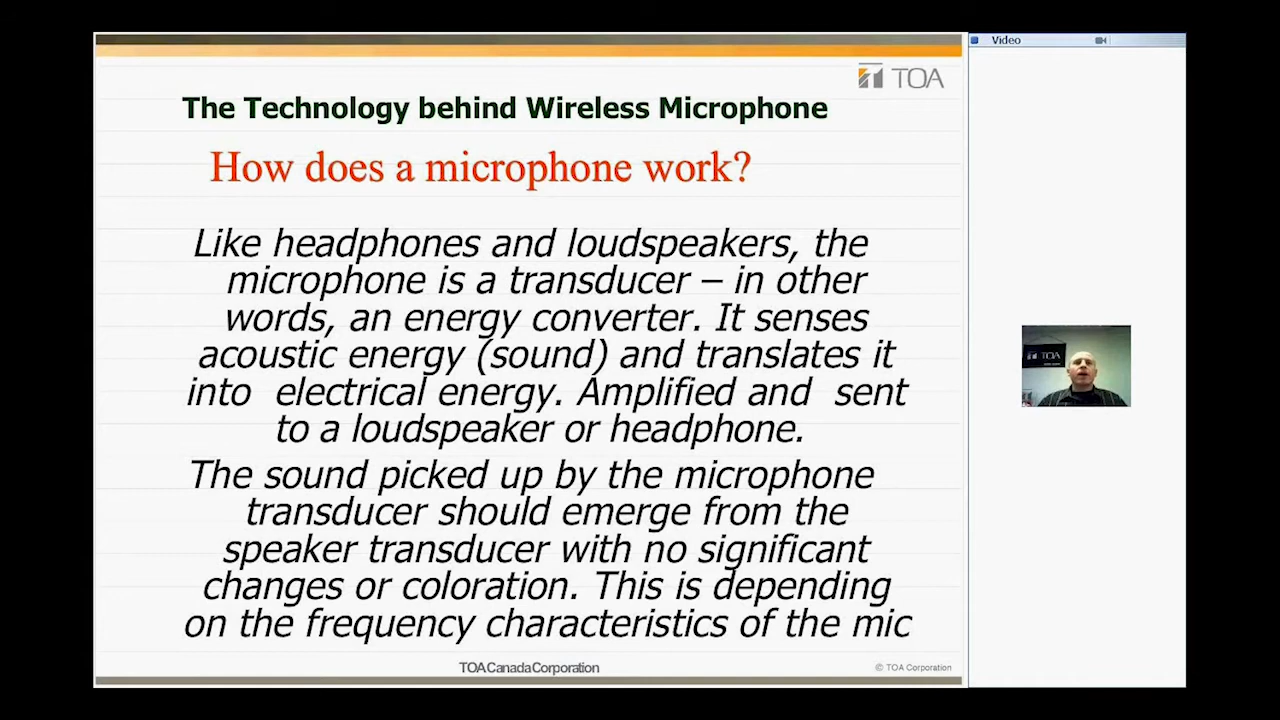 Video
TOA
The Technology behind Wireless Microphone
How does a microphone work?
Like headphones and loudspeakers, the
microphone is a transducer – in other
words, an energy converter. It senses
acoustic energy (sound) and translates it
into electrical energy. Amplified and sent
to a loudspeaker or headphone.
The sound picked up by the microphone
transducer should emerge from the
speaker transducer with no significant
changes or coloration. This is depending
on the frequency characteristics of the mic
TOA Canada Corporation
© TOA Corporation
TOA